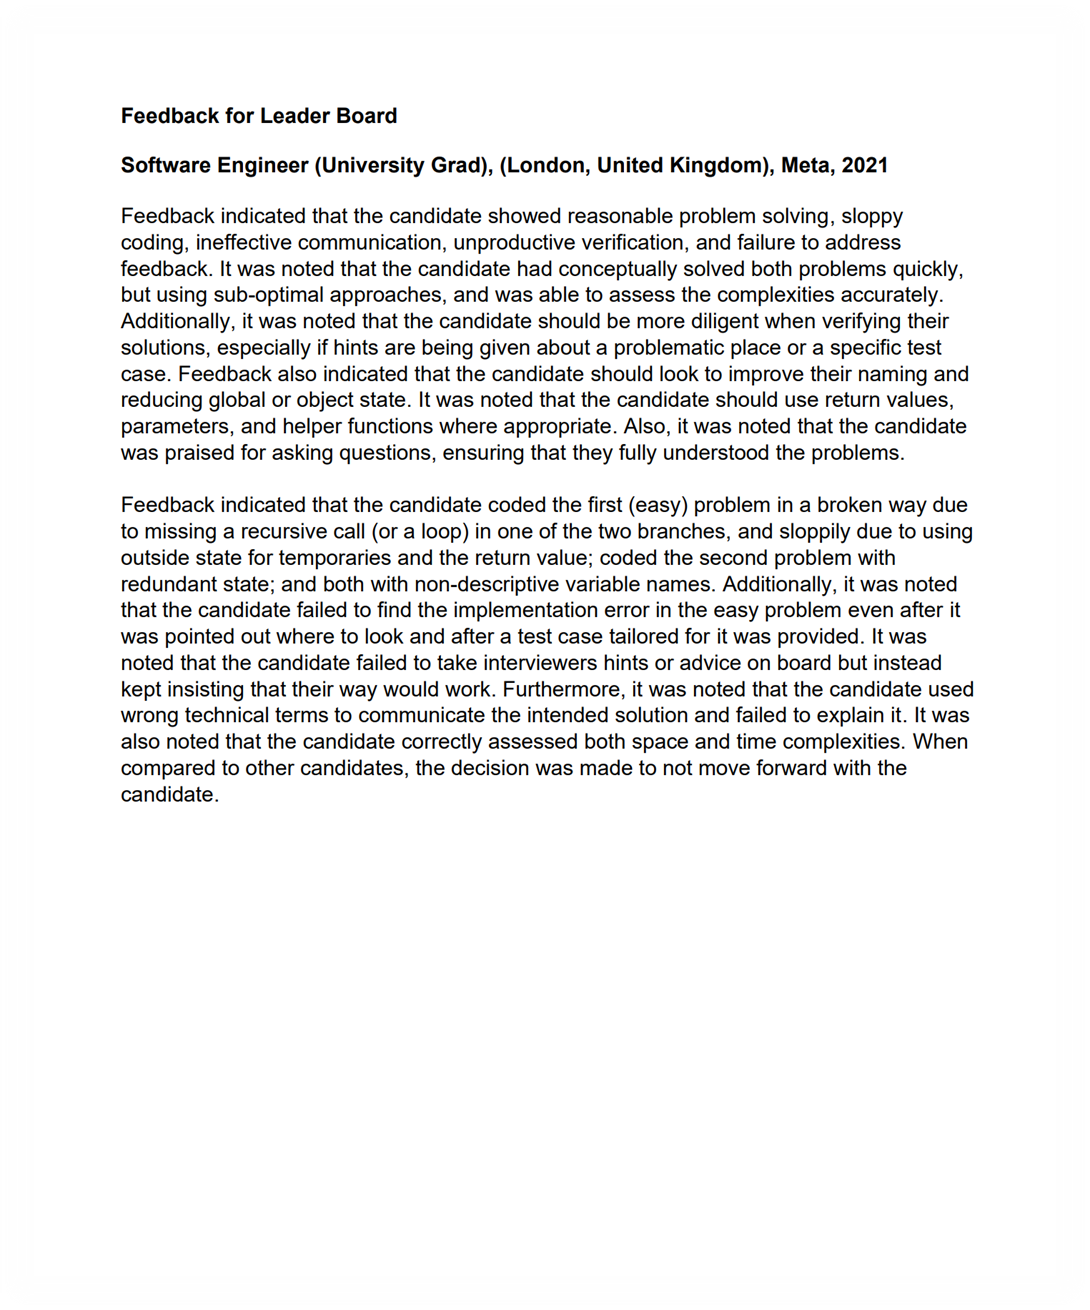 Feedback for Leader Board
Software Engineer (University Grad), (London, United Kingdom), Meta, 2021
Feedback indicated that the candidate showed reasonable problem solving, sloppy
coding, ineffective communication, unproductive verification, and failure to address
feedback. It was noted that the candidate had conceptually solved both problems quickly,
but using sub-optimal approaches, and was able to assess the complexities accurately.
Additionally, it was noted that the candidate should be more diligent when verifying their
solutions, especially if hints are being given about a problematic place or a specific test
case. Feedback also indicated that the candidate should look to improve their naming and
reducing global or object state. It was noted that the candidate should use return values,
parameters, and helper functions where appropriate. Also, it was noted that the candidate
was praised for asking questions, ensuring that they fully understood the problems.
Feedback indicated that the candidate coded the first (easy) problem in a broken way due
to missing a recursive call (or a loop) in one of the two branches, and sloppily due to using
outside state for temporaries and the return value; coded the second problem with
redundant state; and both with non-descriptive variable names. Additionally, it was noted
that the candidate failed to find the implementation error in the easy problem even after it
was pointed out where to look and after a test case tailored for it was provided. It was
noted that the candidate failed to take interviewers hints or advice on board but instead
kept insisting that their way would work. Furthermore, it was noted that the candidate used
wrong technical terms to communicate the intended solution and failed to explain it. It was
also noted that the candidate correctly assessed both space and time complexities. When
compared to other candidates, the decision was made to not move forward with the
candidate.